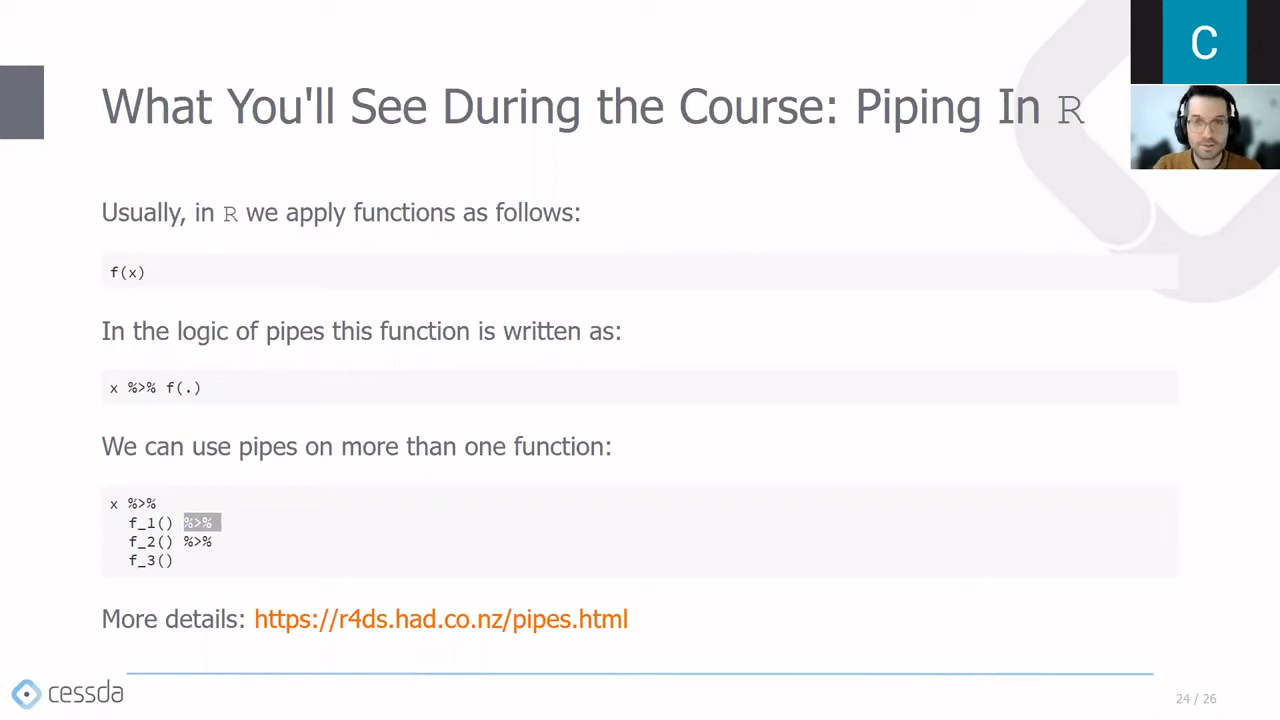 C
What You'll See During the Course: Piping In R
Usually, in R we apply functions as follows:
f(x)
In the logic of pipes this function is written as:
x %>% f(.)
We can use pipes on more than one function:
x %>%
f_1() %>%
f_2() %>%
f_3()
More details: https://r4ds.had.co.nz/pipes.html
cessda
24 / 26